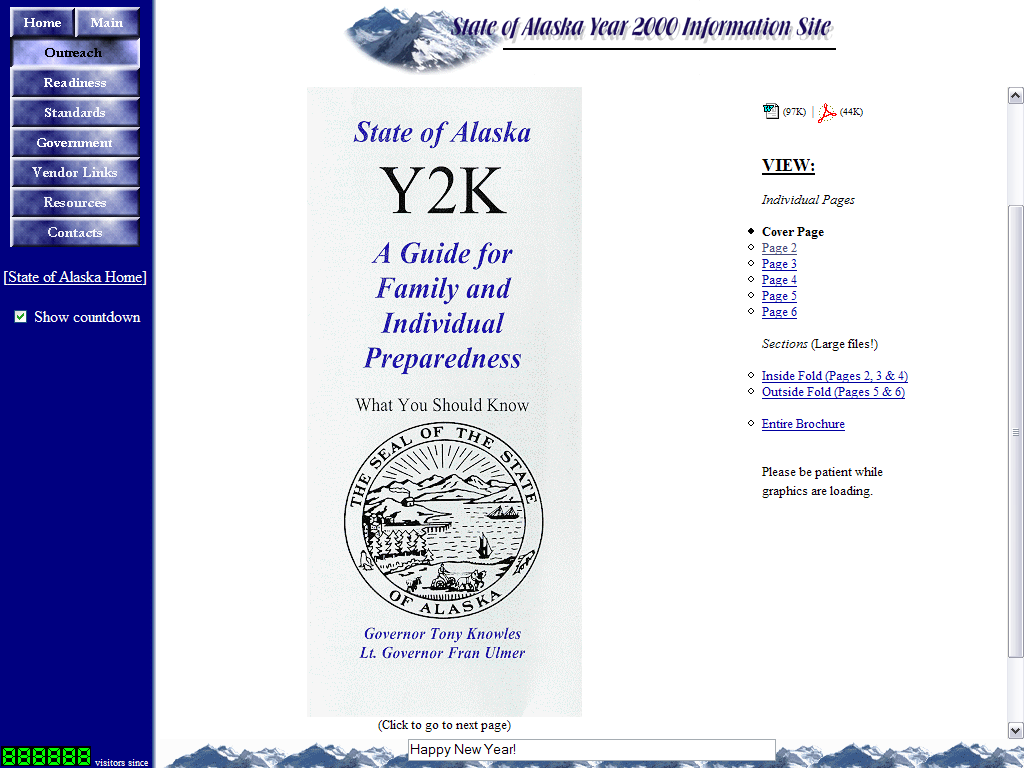 Home
Main
Outreach
Readiness
Standards
Government
Vendor Links
Resources
Contacts
[State of Alaska Home]
Show countdown
888888 visitors since
State of Alaska Year 2000 Information Site
State of Alaska
Y2K
A Guide for
Family and
Individual
Preparedness
What You Should Know
THE SEAL OF THE STATE
OF ALASKA
Governor Tony Knowles
Lt. Governor Fran Ulmer
(Click to go to next page)
(97K) | (44K)
VIEW:
Individual Pages
Cover Page
Page 2
Page 3
Page 4
Page 5
Page 6
Sections (Large files!)
Inside Fold (Pages 2, 3 & 4)
Outside Fold (Pages 5 & 6)
Entire Brochure
Please be patient while
graphics are loading.
Happy New Year!